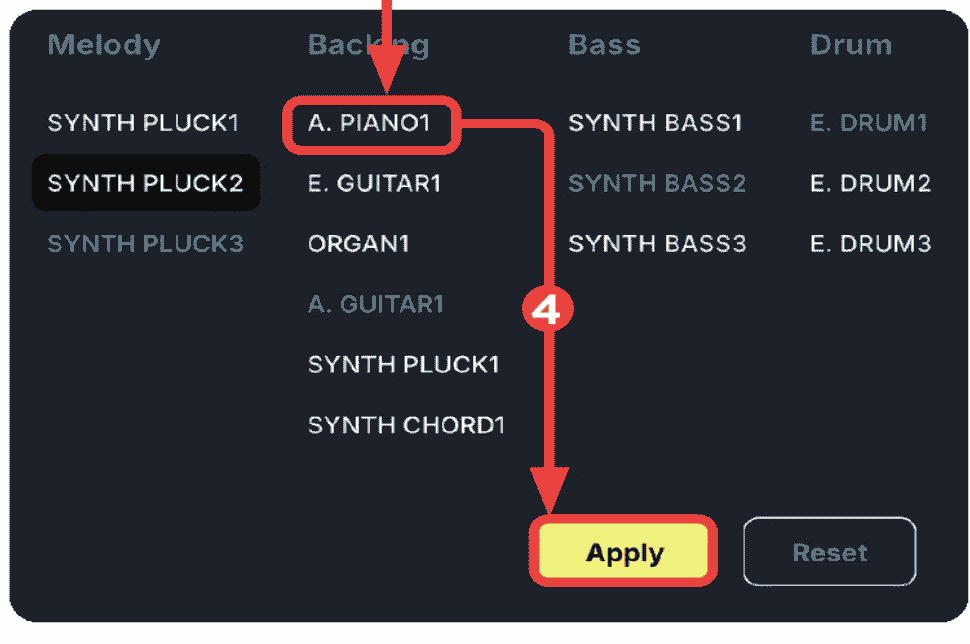 Melody Backing Bass Drum
SYNTH PLUCK1 A. PIANO1 SYNTH BASS1 E. DRUM1
SYNTH PLUCK2 E. GUITAR1 SYNTH BASS2 E. DRUM2
SYNTH PLUCK3 ORGAN1 SYNTH BASS3 E. DRUM3
A. GUITAR1
4
SYNTH PLUCK1
SYNTH CHORD1
Apply Reset